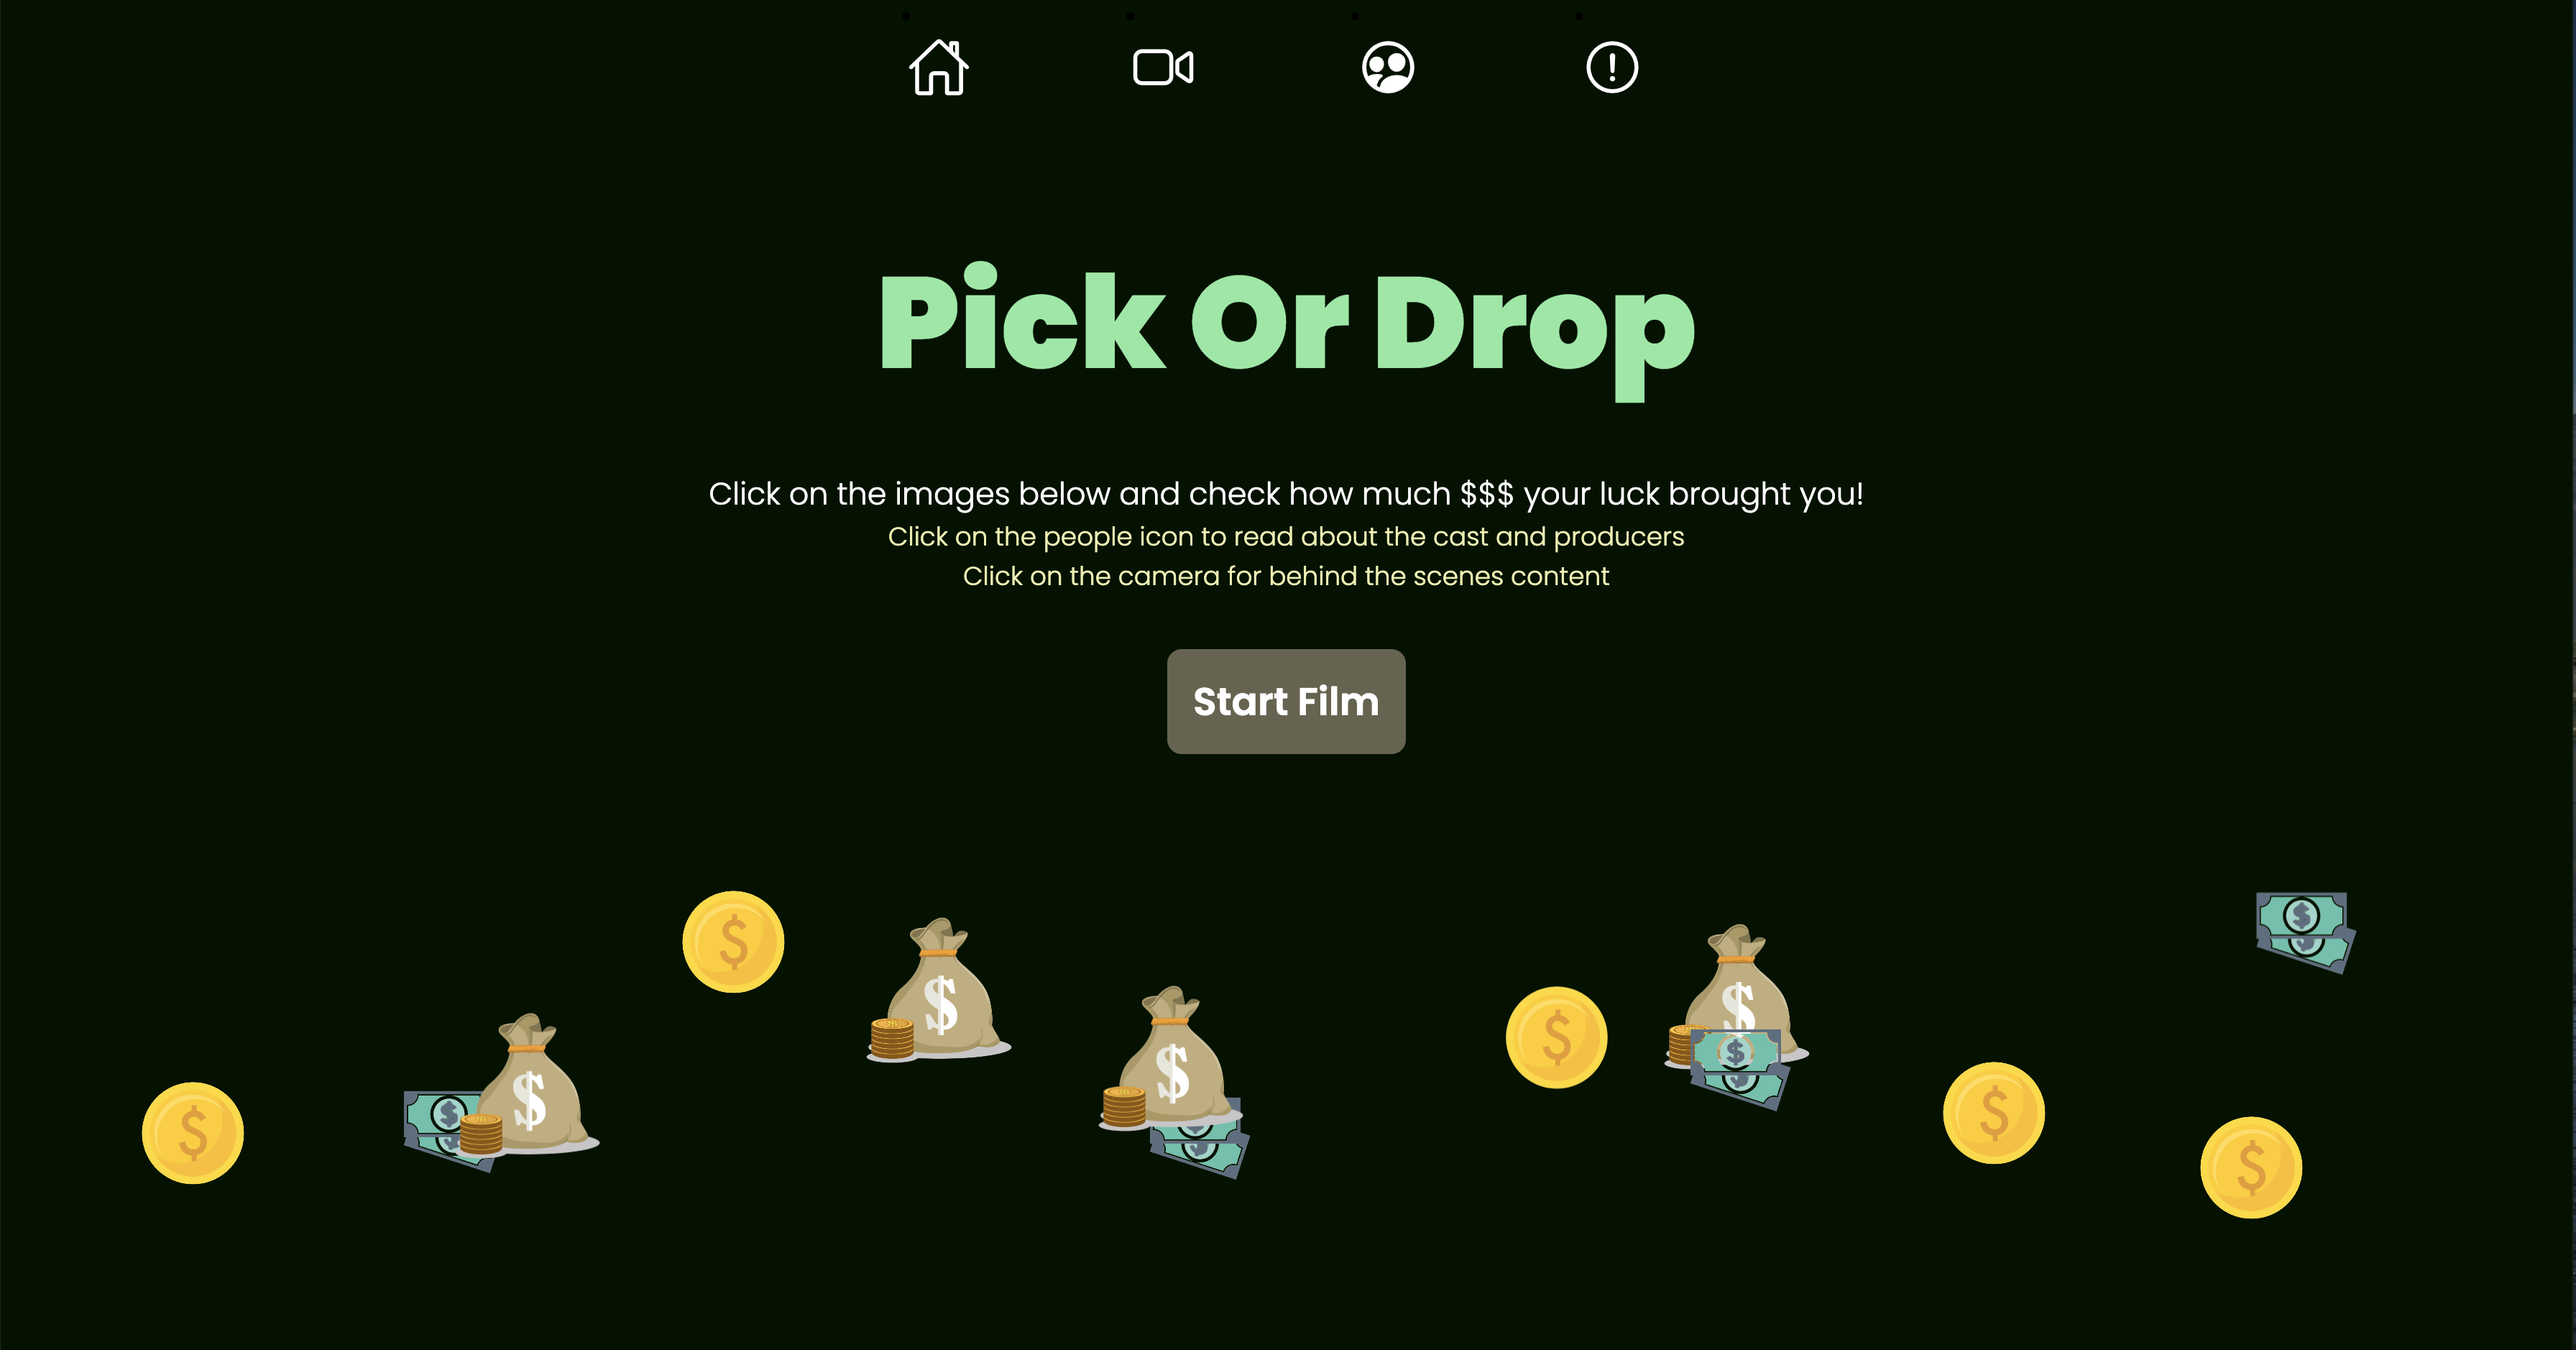 Pick Or Drop
Click on the images below and check how much $$$ your luck brought you!
Click on the people icon to read about the cast and producers
Click on the camera for behind the scenes content
Start Film